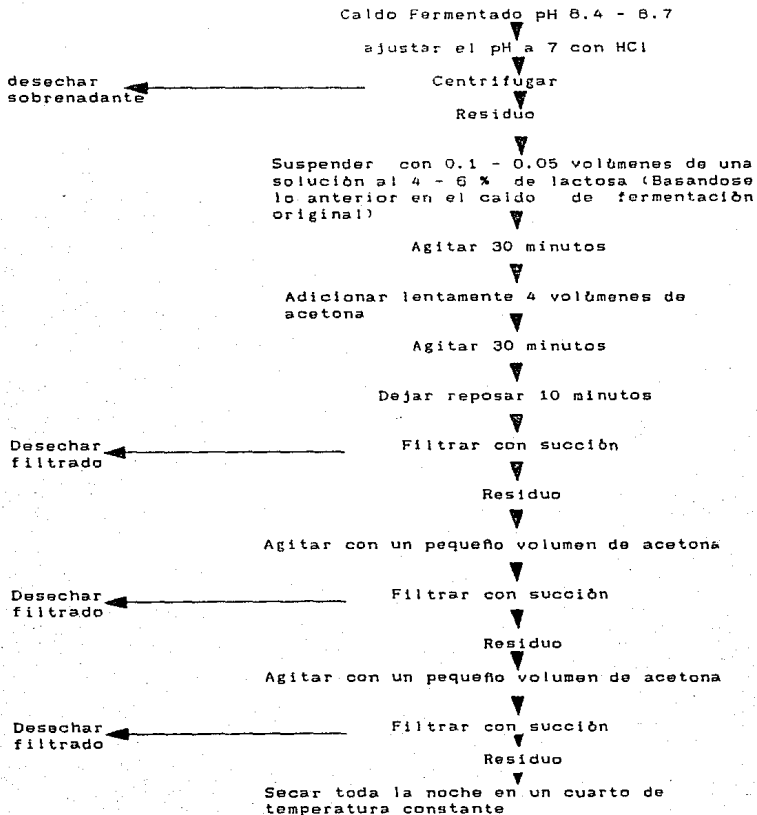 Caldo Fermentado pH 8.4 - 8.7
ajustar el pH a 7 con HCl
desechar
sobrenadante
Centrifugar
Residuo
Suspender con 0.1 - 0.05 volúmenes de una
solución al 4 - 6 % de lactosa (Basandose
lo anterior en el caldo de fermentación
original)
Agitar 30 minutos
Adicionar lentamente 4 volúmenes de
acetona
Agitar 30 minutos
Dejar reposar 10 minutos
Desechar
filtrado
Filtrar con succión
Residuo
Agitar con un pequeño volumen de acetona
Desechar
filtrado
Filtrar con succión
Residuo
Agitar con un pequeño volumen de acetona
Desechar
filtrado
Filtrar con succión
Residuo
Secar toda la noche en un cuarto de
temperatura constante